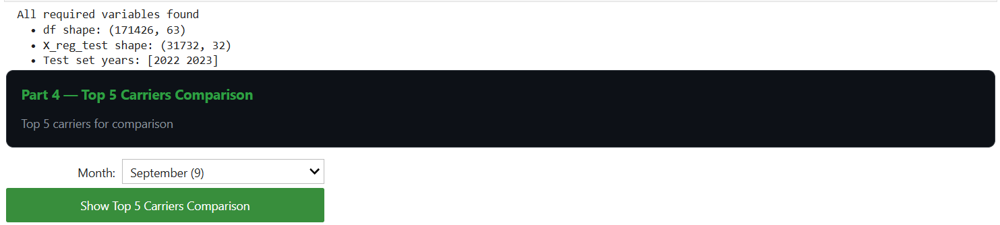 All required variables found
• df shape: (171426, 63)
• X_reg_test shape: (31732, 32)
• Test set years: [2022 2023]
Part 4 — Top 5 Carriers Comparison
Top 5 carriers for comparison
Month: September (9)
Show Top 5 Carriers Comparison